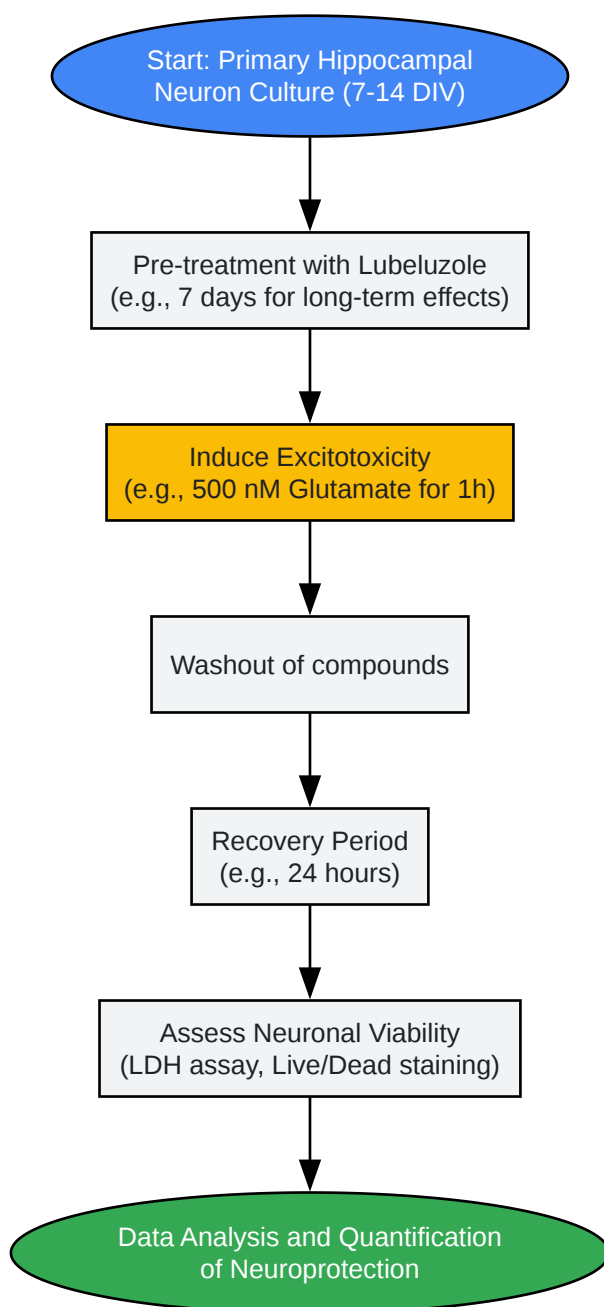 Start: Primary Hippocampal
Neuron Culture (7-14 DIV)
Pre-treatment with Lubeluzole
(e.g., 7 days for long-term effects)
Induce Excitotoxicity
(e.g., 500 nM Glutamate for 1h)
Washout of compounds
Recovery Period
(e.g., 24 hours)
Assess Neuronal Viability
(LDH assay, Live/Dead staining)
Data Analysis and Quantification
of Neuroprotection